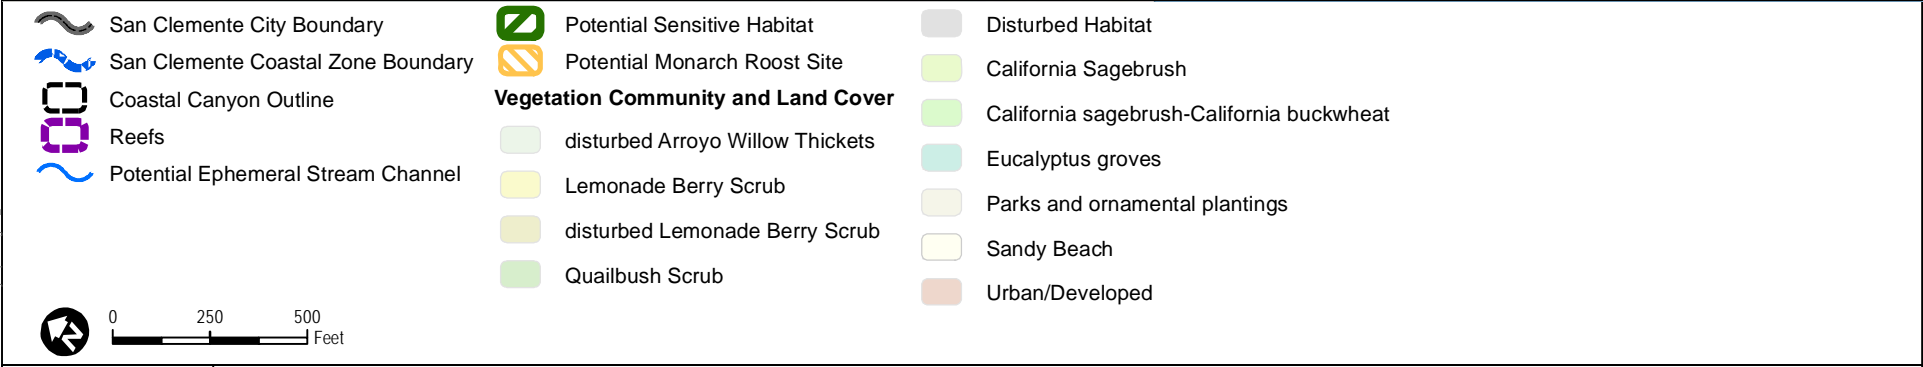 San Clemente City Boundary
San Clemente Coastal Zone Boundary
Coastal Canyon Outline
Reefs
Potential Ephemeral Stream Channel
0 250 500
Feet
Potential Sensitive Habitat
Potential Monarch Roost Site
Vegetation Community and Land Cover
disturbed Arroyo Willow Thickets
Lemonade Berry Scrub
disturbed Lemonade Berry Scrub
Quailbush Scrub
Disturbed Habitat
California Sagebrush
California sagebrush-California buckwheat
Eucalyptus groves
Parks and ornamental plantings
Sandy Beach
Urban/Developed